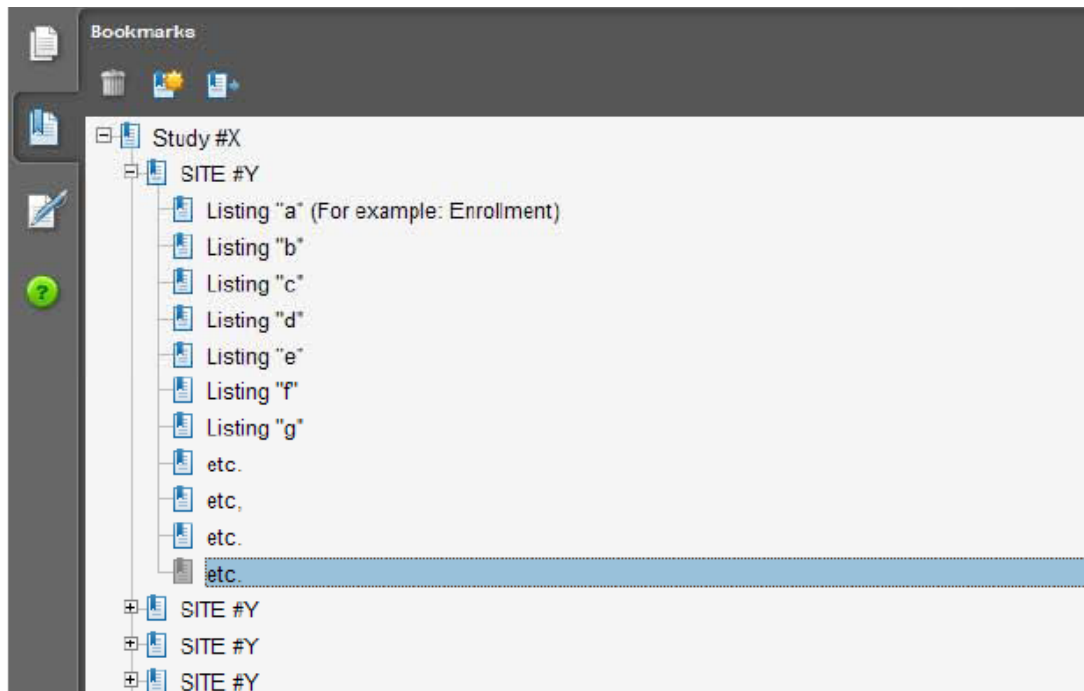 Bookmarks
Study #X
SITE #Y
Listing "a" (For example: Enrollment)
Listing "b"
Listing "c"
Listing "d"
Listing "e"
Listing "f"
Listing "g"
etc.
etc,
etc.
etc.
SITE #Y
SITE #Y
SITE #Y